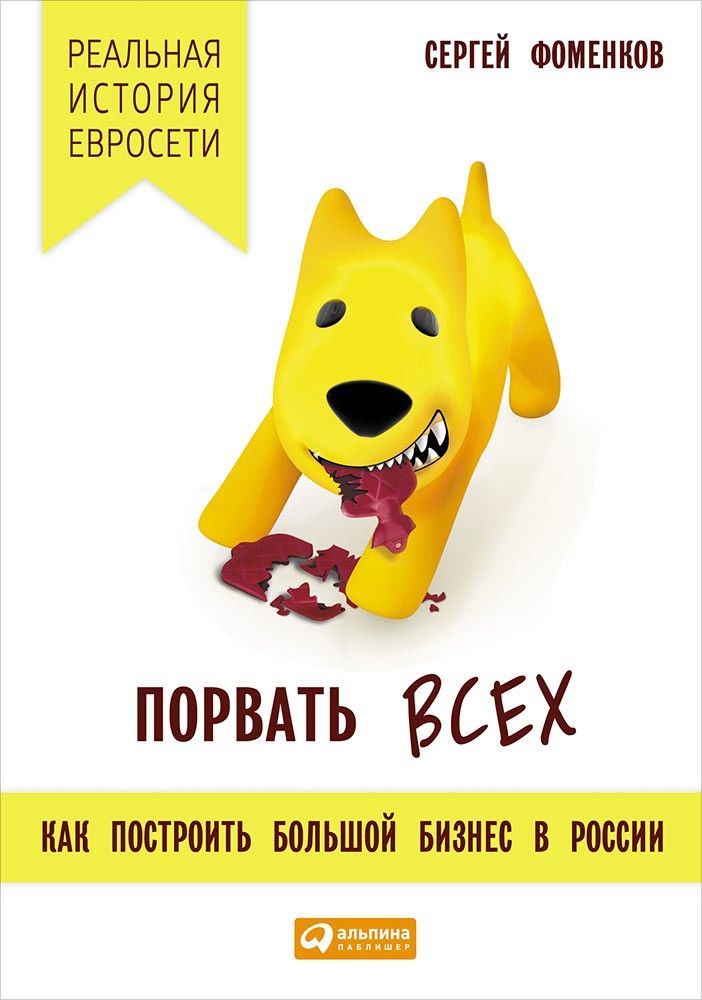 РЕАЛЬНАЯ
ИСТОРИЯ
ЕВРОСЕТИ
СЕРГЕЙ ФОМЕНКОВ
ПОРВАТЬ ВСЕХ
КАК ПОСТРОИТЬ БОЛЬШОЙ БИЗНЕС В РОССИИ
АЛЬПИНА
ПАБЛИШЕР